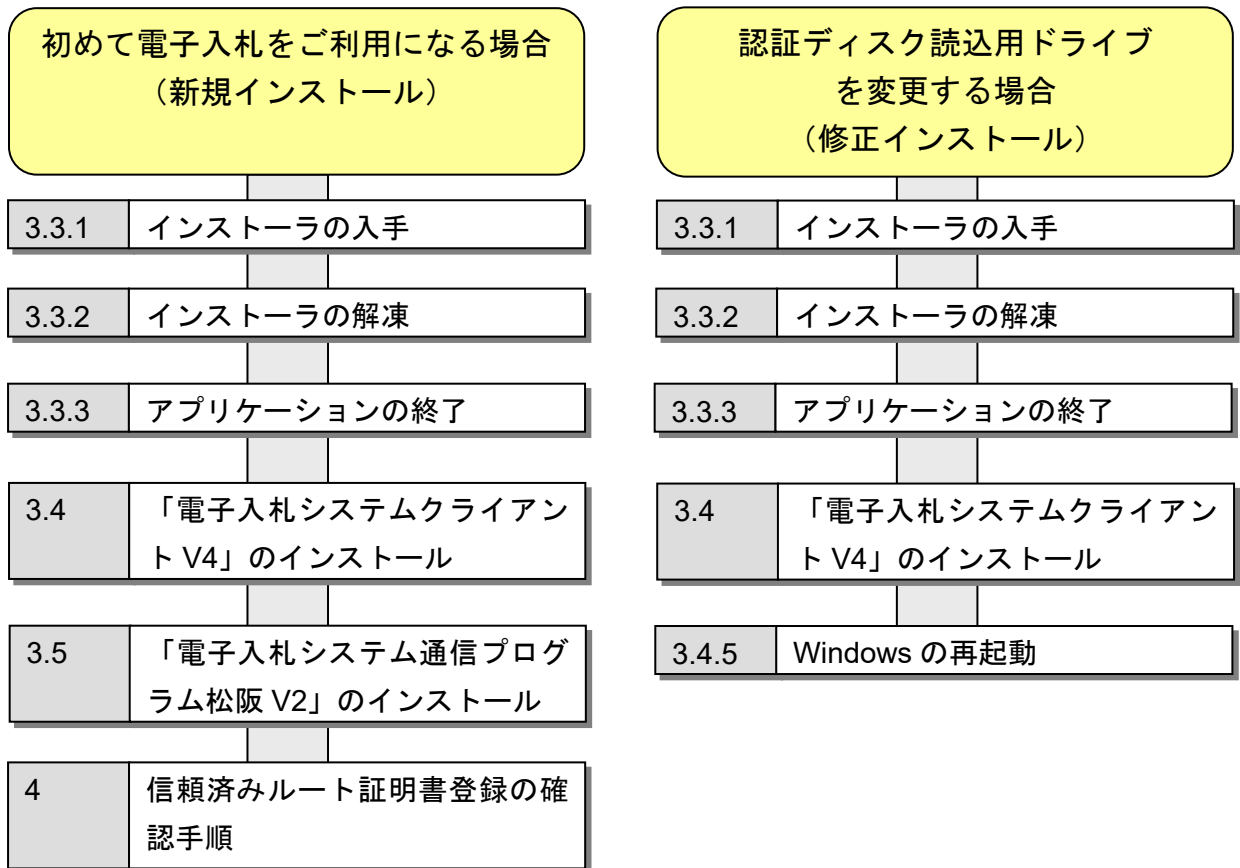 初めて電子入札をご利用になる場合
（新規インストール）
3.3.1 インストーラの入手
3.3.2 インストーラの解凍
3.3.3 アプリケーションの終了
3.4 「電子入札システムクライアン
ト V4」のインストール
3.5 「電子入札システム通信プログ
ラム松阪 V2」のインストール
4 信頼済みルート証明書登録の確
認手順
認証ディスク読込用ドライブ
を変更する場合
（修正インストール）
3.3.1 インストーラの入手
3.3.2 インストーラの解凍
3.3.3 アプリケーションの終了
3.4 「電子入札システムクライアン
ト V4」のインストール
3.4.5 Windows の再起動